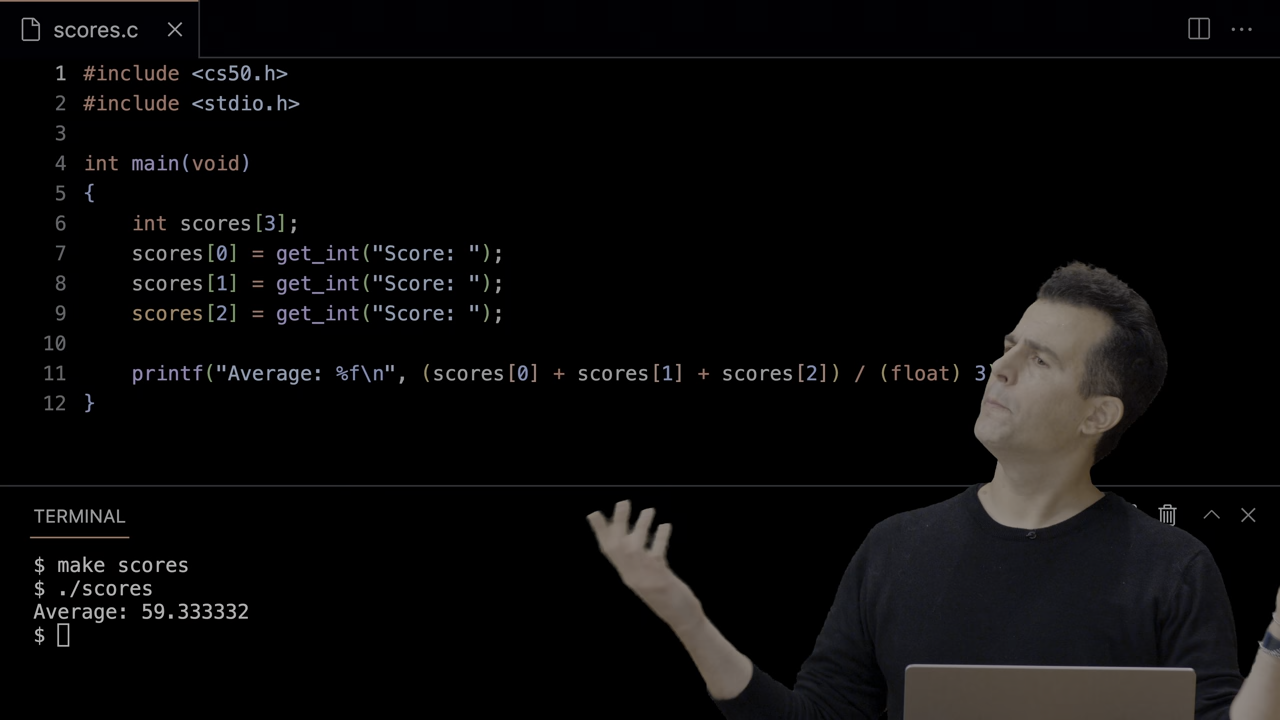 scores.c
1 #include <cs50.h>
2 #include <stdio.h>
3
4 int main(void)
5 {
6     int scores[3];
7     scores[0] = get_int("Score: ");
8     scores[1] = get_int("Score: ");
9     scores[2] = get_int("Score: ");
10
11     printf("Average: %f\n", (scores[0] + scores[1] + scores[2]) / (float) 3)
12 }
TERMINAL
$ make scores
$ ./scores
Average: 59.333332
$